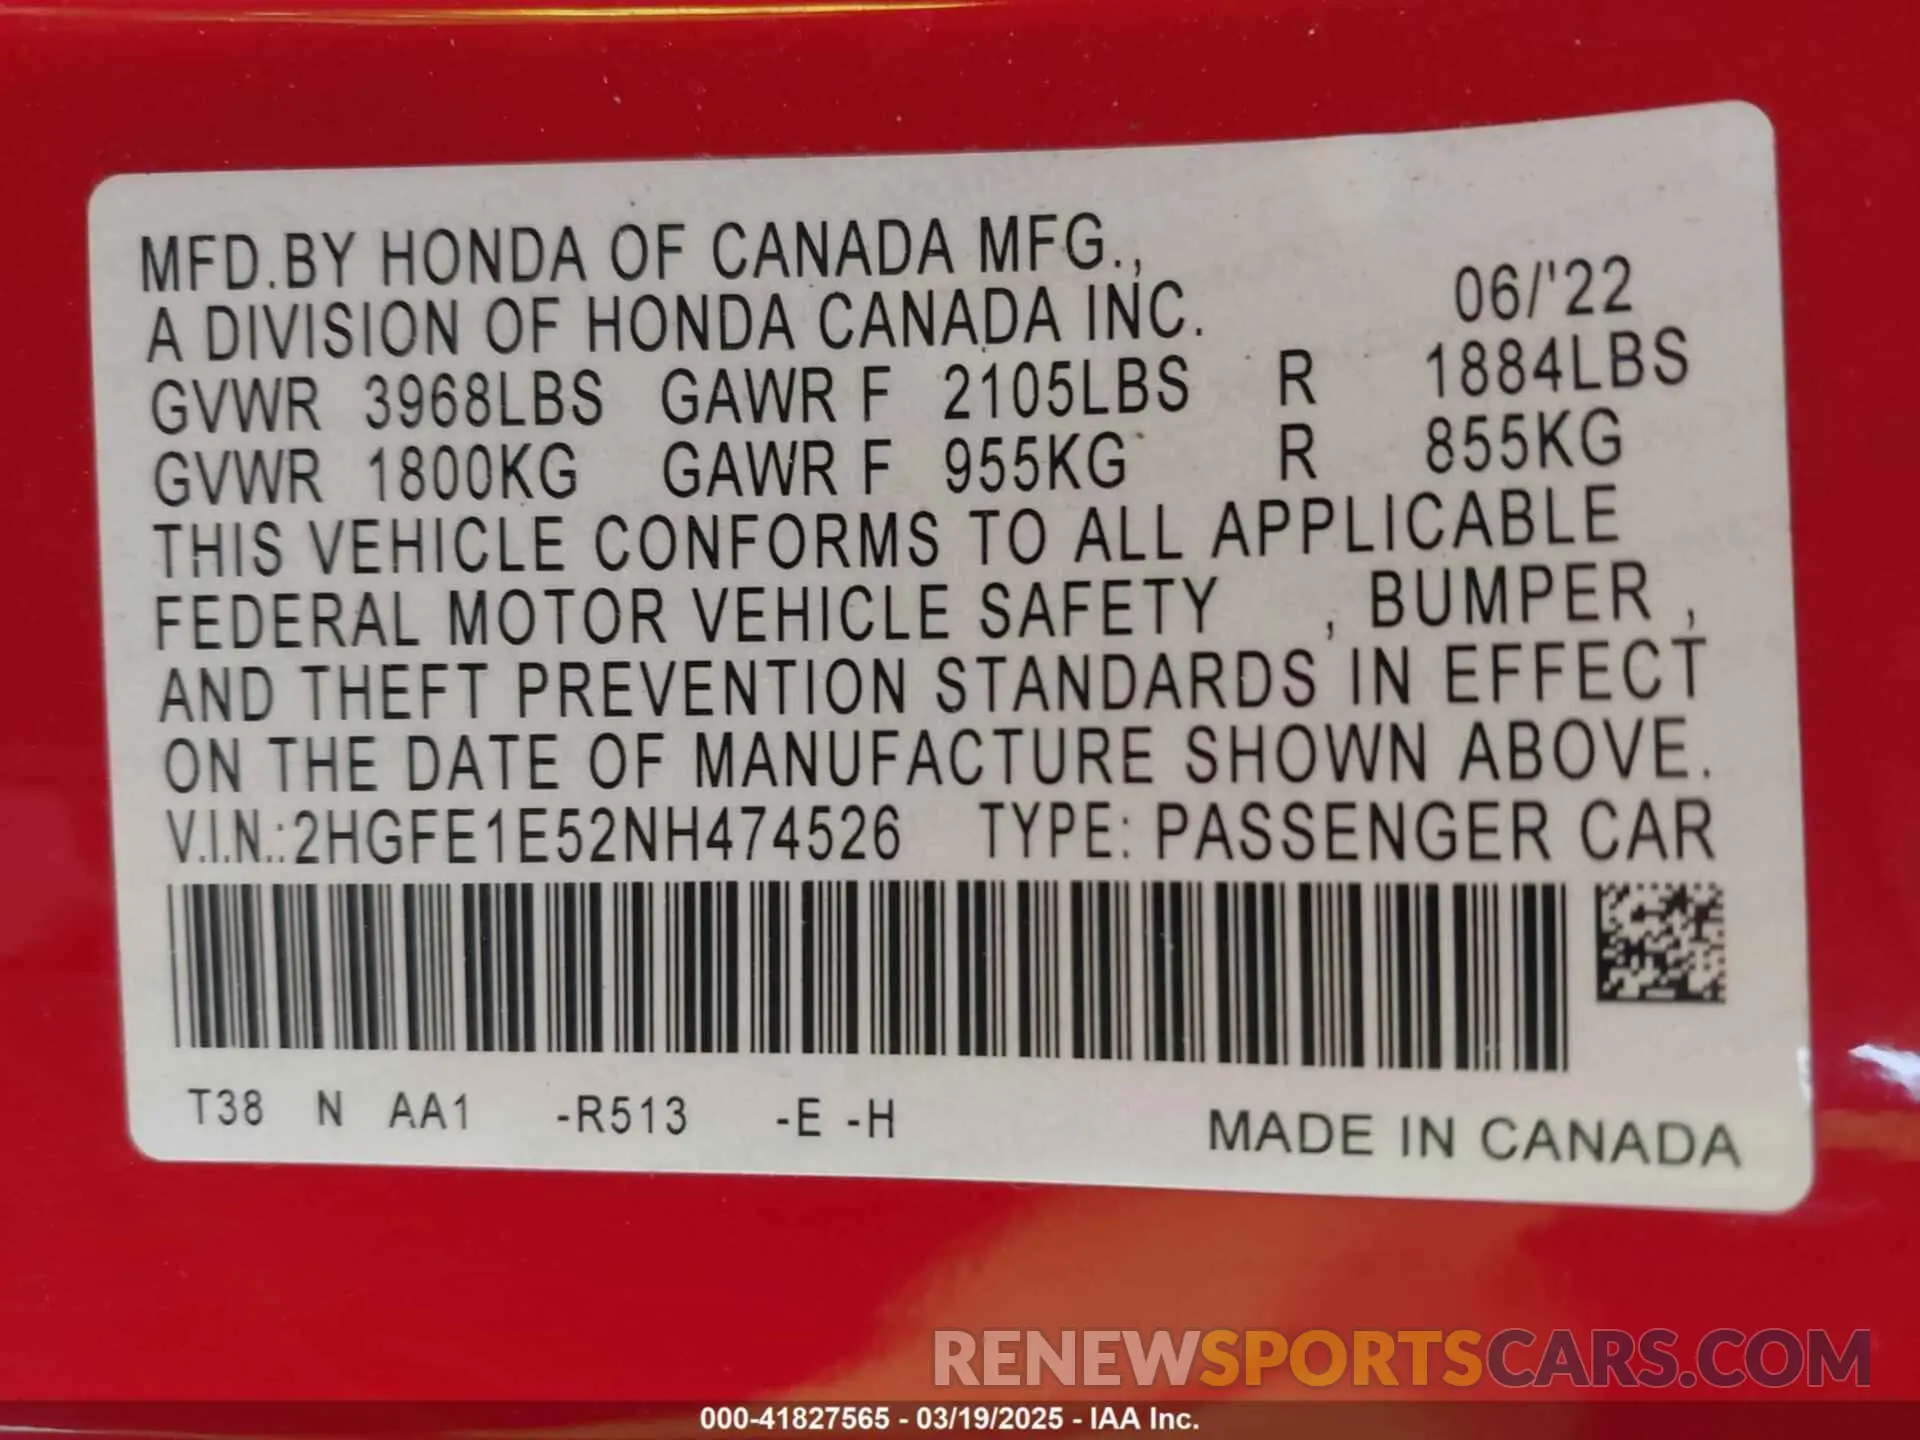 MFD.BY HONDA OF CANADA MFG.,
A DIVISION OF HONDA CANADA INC. 06/'22
GVWR 3968LBS GAWR F 2105LBS R 1884LBS
GVWR 1800KG GAWR F 955KG R 855KG
THIS VEHICLE CONFORMS TO ALL APPLICABLE
FEDERAL MOTOR VEHICLE SAFETY , BUMPER ,
AND THEFT PREVENTION STANDARDS IN EFFECT
ON THE DATE OF MANUFACTURE SHOWN ABOVE.
V.I.N.:2HGFE1E52NH474526 TYPE: PASSENGER CAR
T38 N AA1 -R513 -E -H MADE IN CANADA
RENEWSPORTSCARS.COM
000-41827565 - 03/19/2025 - IAA Inc.